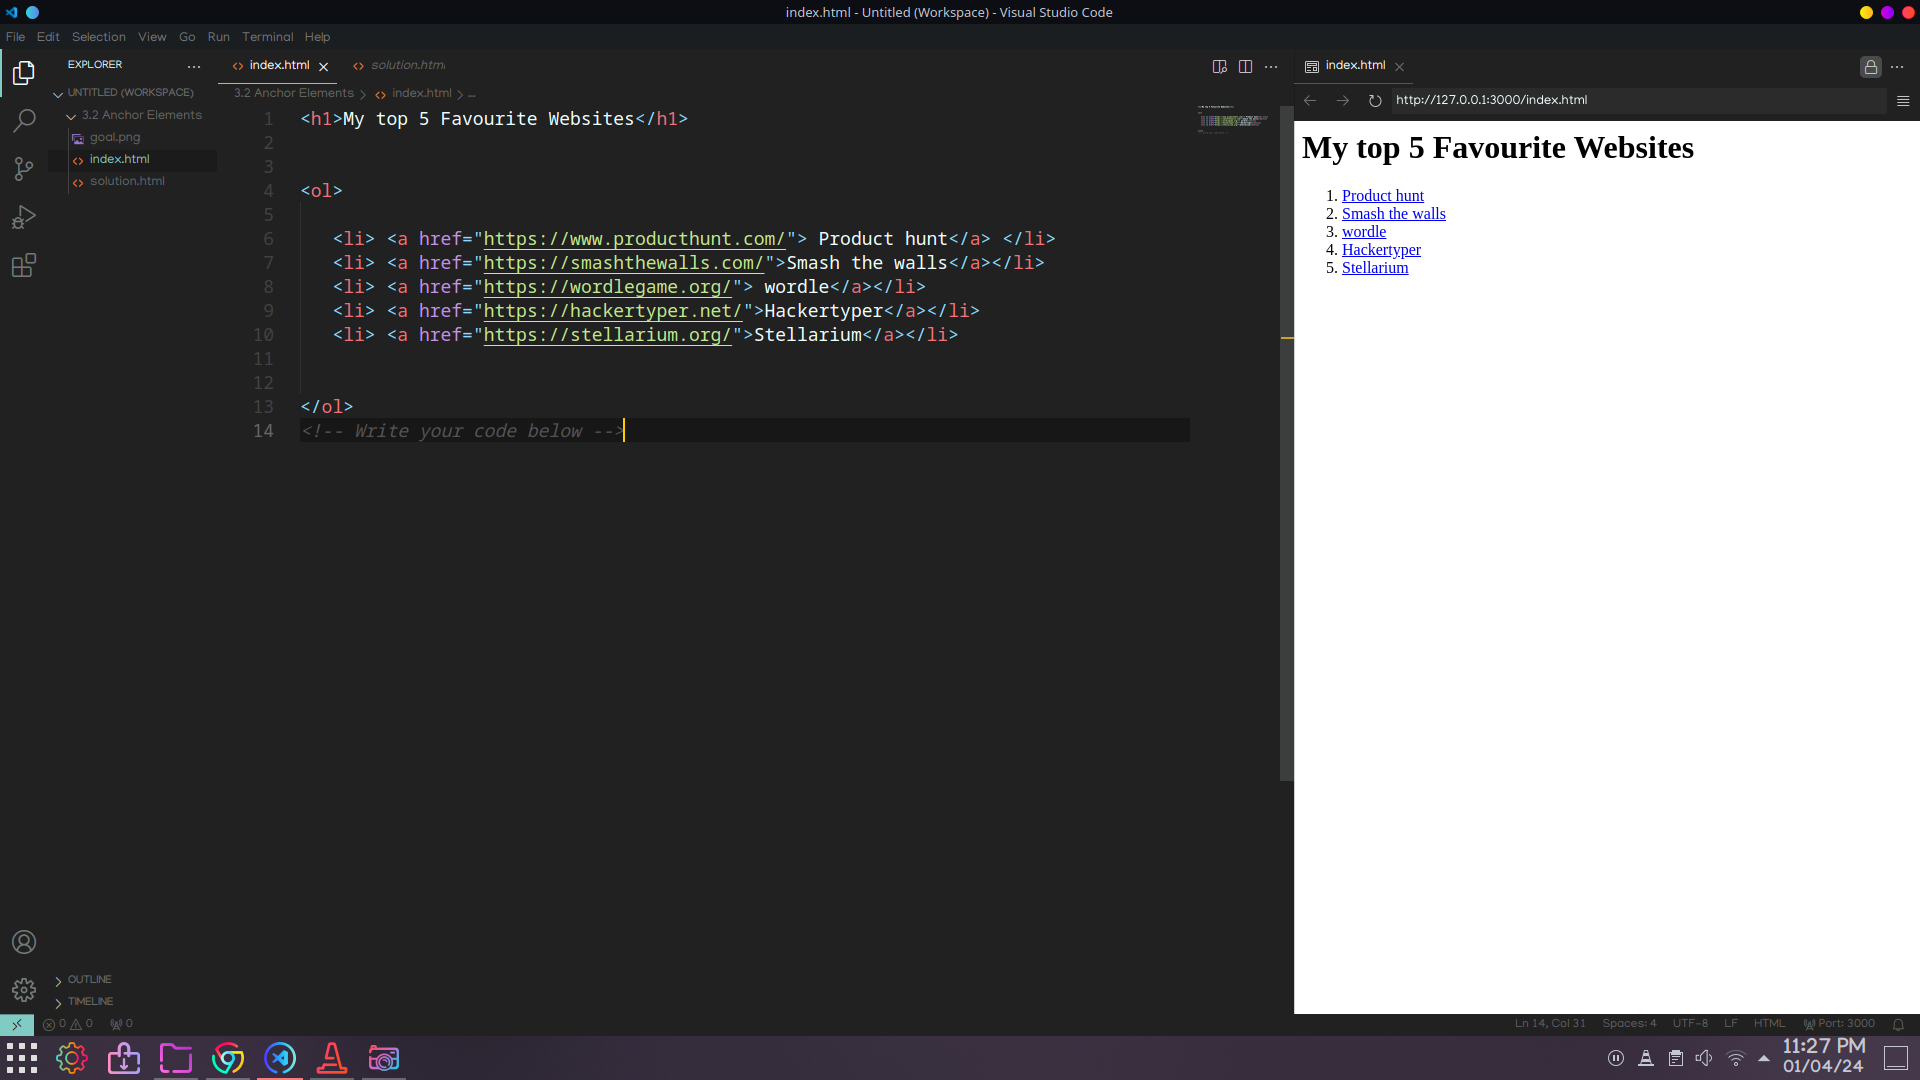 index.html - Untitled (Workspace) - Visual Studio Code
File Edit Selection View Go Run Terminal Help
EXPLORER
UNTITLED (WORKSPACE)
3.2 Anchor Elements
goal.png
index.html
solution.html
OUTLINE
TIMELINE
index.html
solution.html
3.2 Anchor Elements > index.html > ...
1 <h1>My top 5 Favourite Websites</h1>
2
3
4 <ol>
5
6 <li> <a href="https://www.producthunt.com/"> Product hunt</a> </li>
7 <li> <a href="https://smashthewalls.com/">Smash the walls</a></li>
8 <li> <a href="https://wordlegame.org/"> wordle</a></li>
9 <li> <a href="https://hackertyper.net/">Hackertyper</a></li>
10 <li> <a href="https://stellarium.org/">Stellarium</a></li>
11
12
13 </ol>
14 <!-- Write your code below -->
index.html
http://127.0.0.1:3000/index.html
My top 5 Favourite Websites
1. Product hunt
2. Smash the walls
3. wordle
4. Hackertyper
5. Stellarium
0 0 0
Ln 14, Col 31 Spaces: 4 UTF-8 LF HTML Port: 3000
11:27 PM
01/04/24